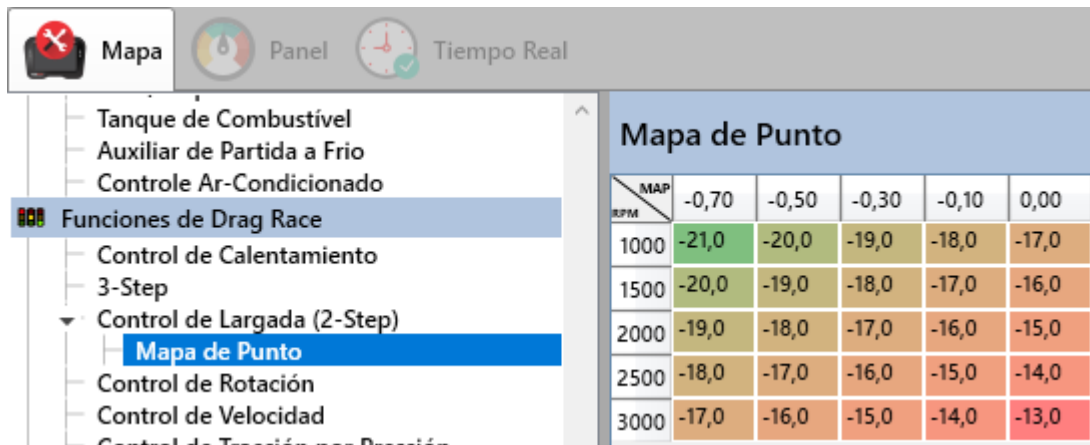 Mapa Panel Tiempo Real
Tanque de Combustível
Auxiliar de Partida a Frio
Controle Ar-Condicionado
Funciones de Drag Race
Control de Calentamiento
3-Step
Control de Largada (2-Step)
Mapa de Punto
Control de Rotación
Control de Velocidad
Control de Tracción por Pressión
Mapa de Punto
MAP
RPM
-0,70 -0,50 -0,30 -0,10 0,00
1000 -21,0 -20,0 -19,0 -18,0 -17,0
1500 -20,0 -19,0 -18,0 -17,0 -16,0
2000 -19,0 -18,0 -17,0 -16,0 -15,0
2500 -18,0 -17,0 -16,0 -15,0 -14,0
3000 -17,0 -16,0 -15,0 -14,0 -13,0